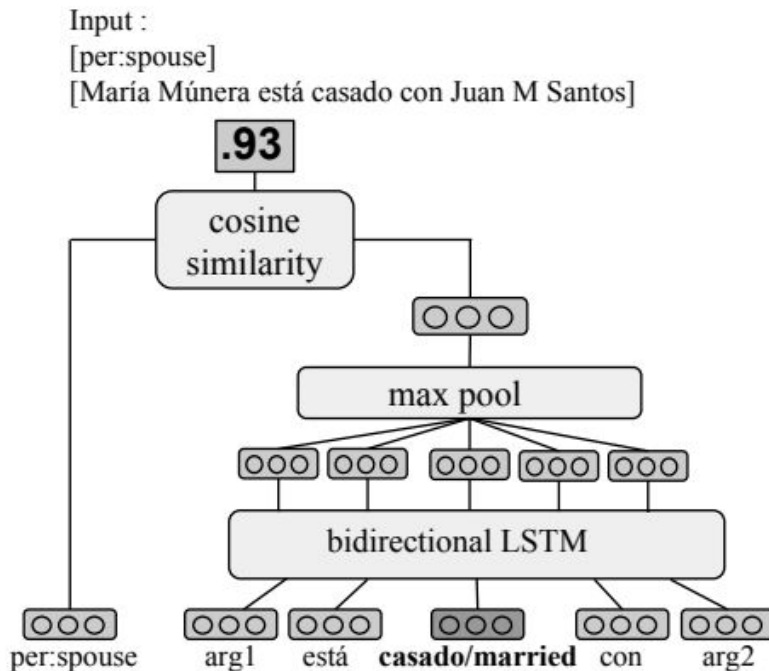 Input :
[per:spouse]
[María Múnera está casado con Juan M Santos]
.93
cosine
similarity
max pool
bidirectional LSTM
per:spouse arg1 está casado/married con arg2